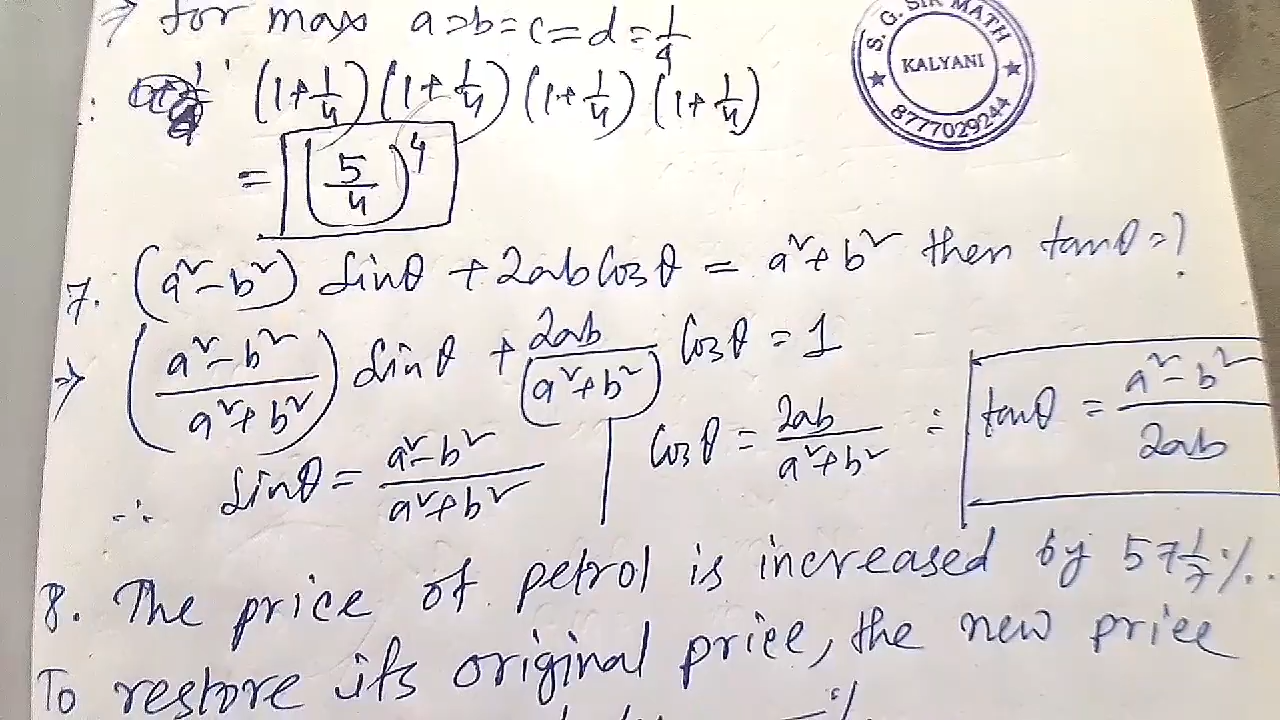 ⇒ for max a=b=c=d=1/4
∴ (1+1/4)(1+1/4)(1+1/4)(1+1/4)
= (5/4)^4
S. G. SIR MATH
KALYANI
8777029244
7. (a²-b²) sinθ + 2ab cosθ = a²+b² then tanθ=?
⇒ ((a²-b²)/(a²+b²)) sinθ + 2ab/(a²+b²) cosθ = 1
∴ sinθ = (a²-b²)/(a²+b²) | cosθ = 2ab/(a²+b²) ∴ tanθ = (a²-b²)/2ab
8. The price of petrol is increased by 57 1/7 %.
To restore its original price, the new price
%